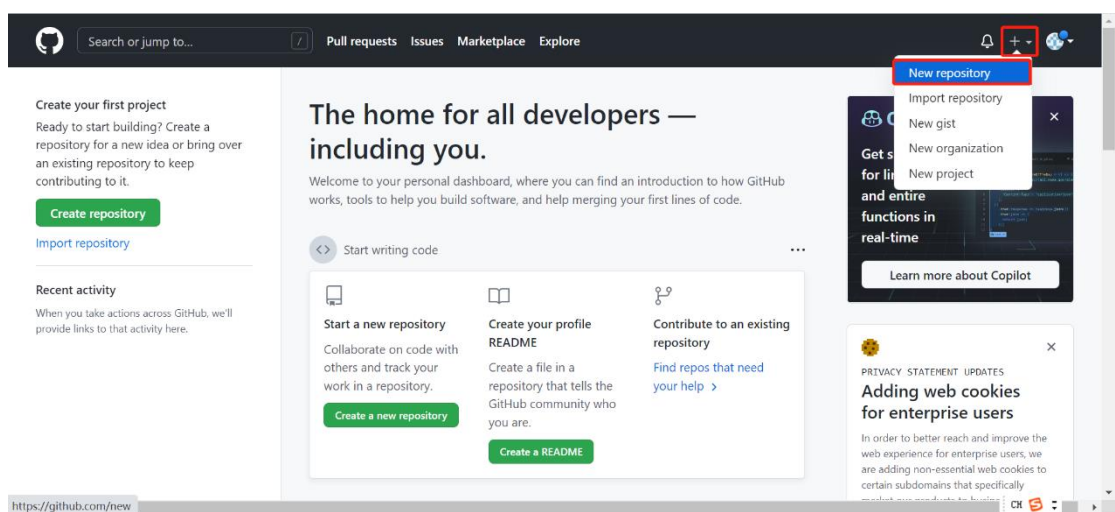 Search or jump to...
/
Pull requests Issues Marketplace Explore
New repository
Import repository
New gist
New organization
New project
Create your first project
Ready to start building? Create a
repository for a new idea or bring over
an existing repository to keep
contributing to it.
Create repository
Import repository
Recent activity
When you take actions across GitHub, we'll
provide links to that activity here.
The home for all developers —
including you.
Welcome to your personal dashboard, where you can find an introduction to how GitHub
works, tools to help you build software, and help merging your first lines of code.
Start writing code
Start a new repository
Collaborate on code with
others and track your
work in a repository.
Create a new repository
Create your profile
README
Create a file in a
repository that tells the
GitHub community who
you are.
Create a README
Contribute to an existing
repository
Find repos that need
your help
Get s
for li
and entire
functions in
real-time
Learn more about Copilot
PRIVACY STATEMENT UPDATES
Adding web cookies
for enterprise users
In order to better reach and improve the
web experience for enterprise users, we
are adding non-essential web cookies to
certain subdomains that specifically
https://github.com/new
CH